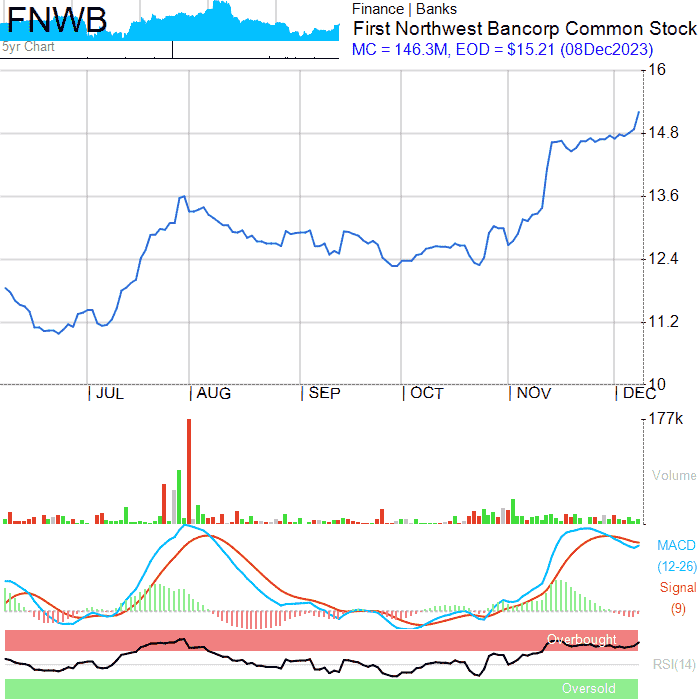 FNWB
5yr Chart
Finance | Banks
First Northwest Bancorp Common Stock
MC = 146.3M, EOD = $15.21 (08Dec2023)
16
14.8
13.6
12.4
11.2
10
| JUL | AUG | SEP | OCT | NOV | DEC
177k
Volume
MACD
(12-26)
Signal
(9)
Overbought
RSI(14)
Oversold